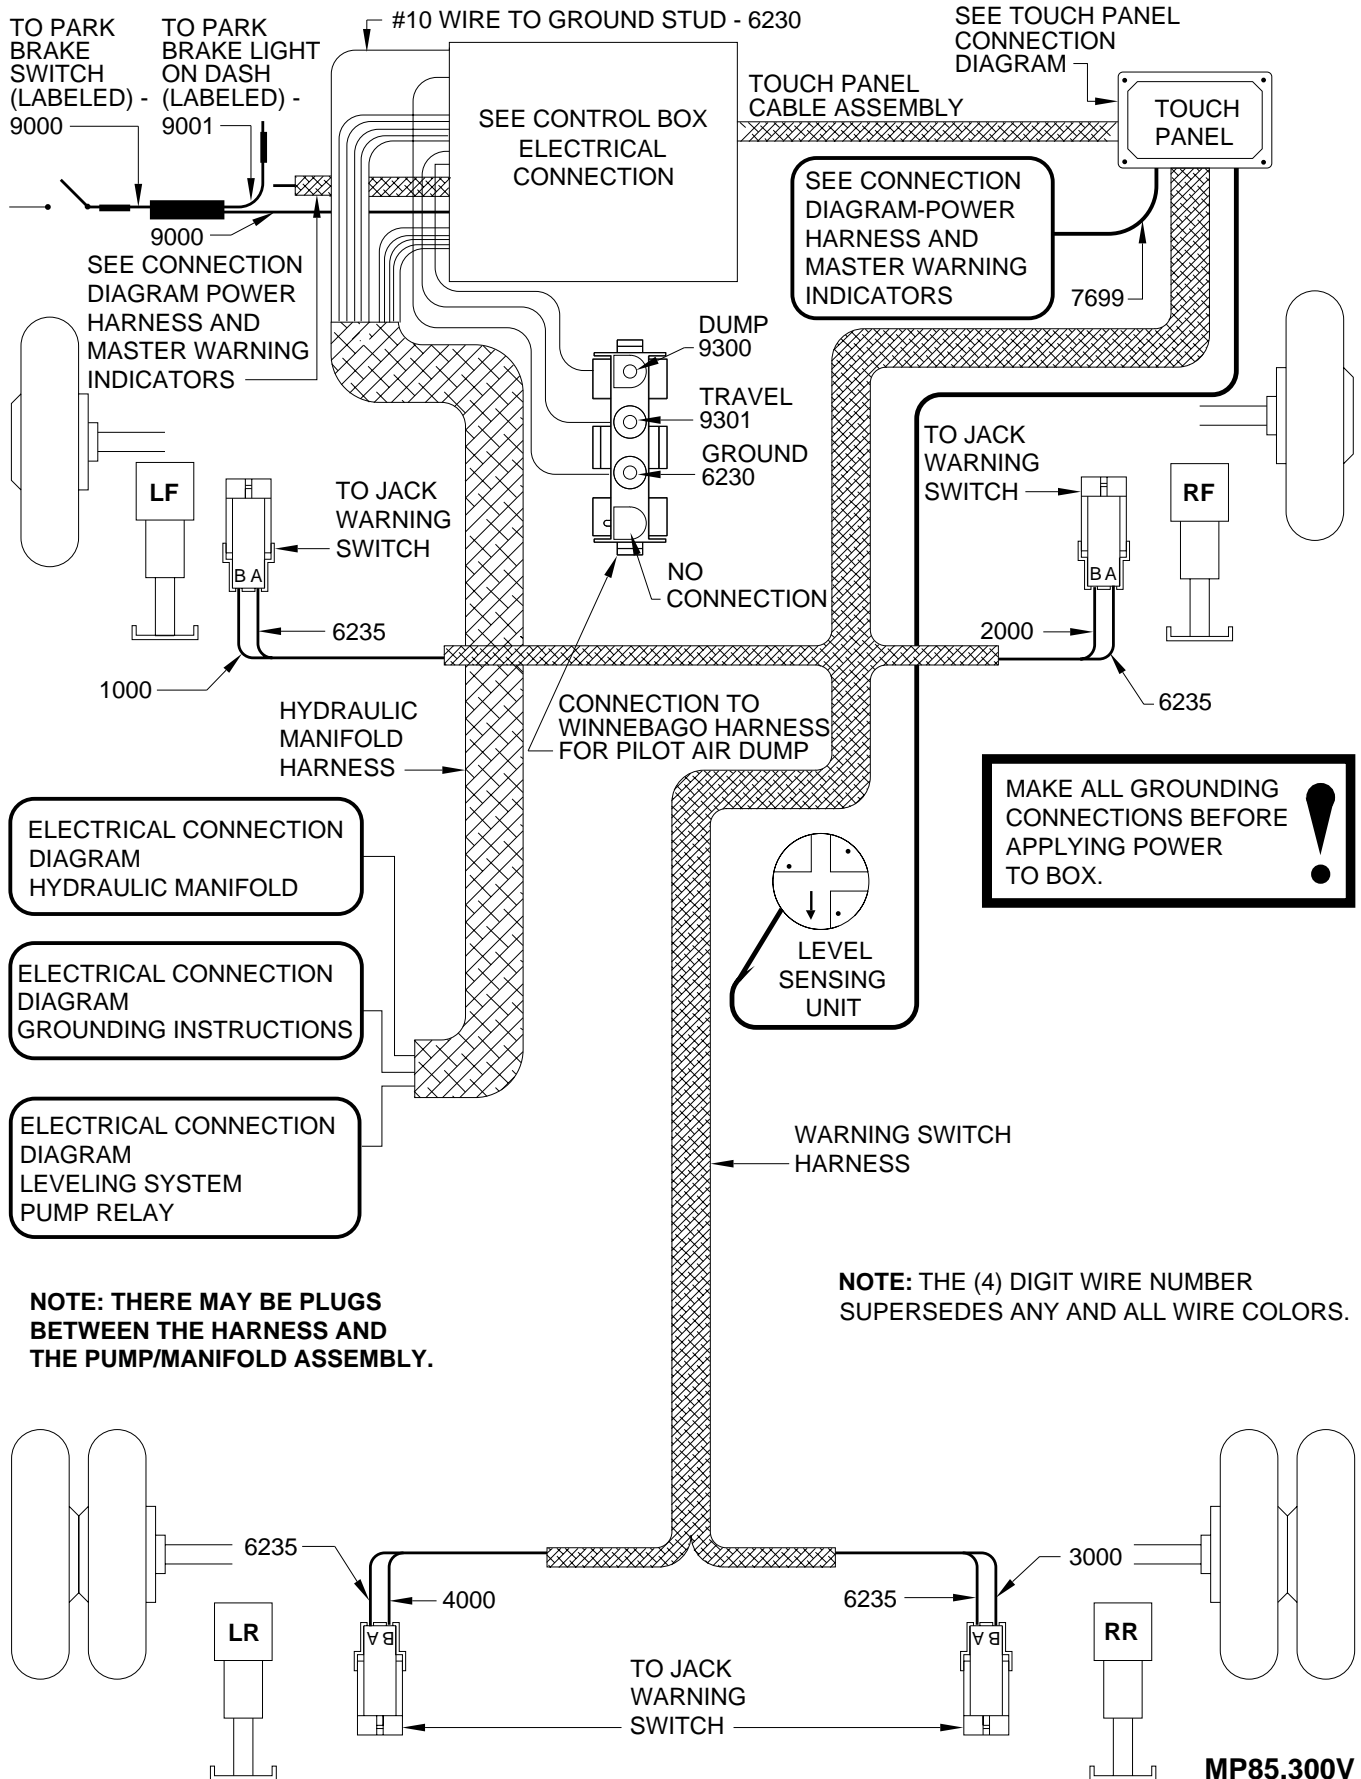 TO PARK
BRAKE
SWITCH
(LABELED) -
9000
TO PARK
BRAKE LIGHT
ON DASH
(LABELED) -
9001
#10 WIRE TO GROUND STUD - 6230
SEE TOUCH PANEL
CONNECTION
DIAGRAM
TOUCH PANEL
CABLE ASSEMBLY
SEE CONTROL BOX
ELECTRICAL
CONNECTION
TOUCH
PANEL
SEE CONNECTION
DIAGRAM-POWER
HARNESS AND
MASTER WARNING
INDICATORS
7699
9000
SEE CONNECTION
DIAGRAM POWER
HARNESS AND
MASTER WARNING
INDICATORS
DUMP
9300
TRAVEL
9301
GROUND
6230
NO
CONNECTION
LF
TO JACK
WARNING
SWITCH
B A
6235
1000
TO JACK
WARNING
SWITCH
RF
B A
2000
6235
HYDRAULIC
MANIFOLD
HARNESS
CONNECTION TO
WINNEBAGO HARNESS
FOR PILOT AIR DUMP
MAKE ALL GROUNDING
CONNECTIONS BEFORE
APPLYING POWER
TO BOX.
!
ELECTRICAL CONNECTION
DIAGRAM
HYDRAULIC MANIFOLD
ELECTRICAL CONNECTION
DIAGRAM
GROUNDING INSTRUCTIONS
ELECTRICAL CONNECTION
DIAGRAM
LEVELING SYSTEM
PUMP RELAY
LEVEL
SENSING
UNIT
WARNING SWITCH
HARNESS
NOTE: THERE MAY BE PLUGS
BETWEEN THE HARNESS AND
THE PUMP/MANIFOLD ASSEMBLY.
NOTE: THE (4) DIGIT WIRE NUMBER
SUPERSEDES ANY AND ALL WIRE COLORS.
6235
4000
A B
LR
6235
3000
A B
RR
TO JACK
WARNING
SWITCH
MP85.300V